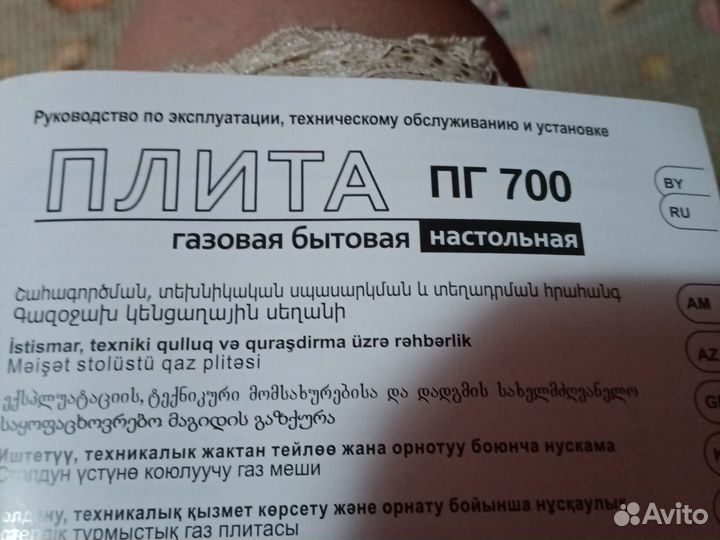 Руководство по эксплуатации, техническому обслуживанию и установке
ПЛИТА ПГ 700
газовая бытовая настольная
BY
RU
Շահագործման, տեխնիկական սպասարկման և տեղադրման հրահանգ
Գազօջախ կենցաղային սեղանի
AM
İstismar, texniki qulluq və quraşdirma üzrə rəhbərlik
Məişət stolüstü qaz plitəsi
AZ
ექსპლუატაციის, ტექნიკური მომსახურებისა და დადგმის სახელმძღვანელო
საყოფაცხოვრებო მაგიდის გაზქურა
Иштетүү, техникалык жактан тейлөө жана орнотуу боюнча нускама
Столдун үстүнө коюлуучу газ меши
техникалық қызмет көрсету және орнату бойынша нұсқаулық
тұрмыстық газ плитасы
Avito